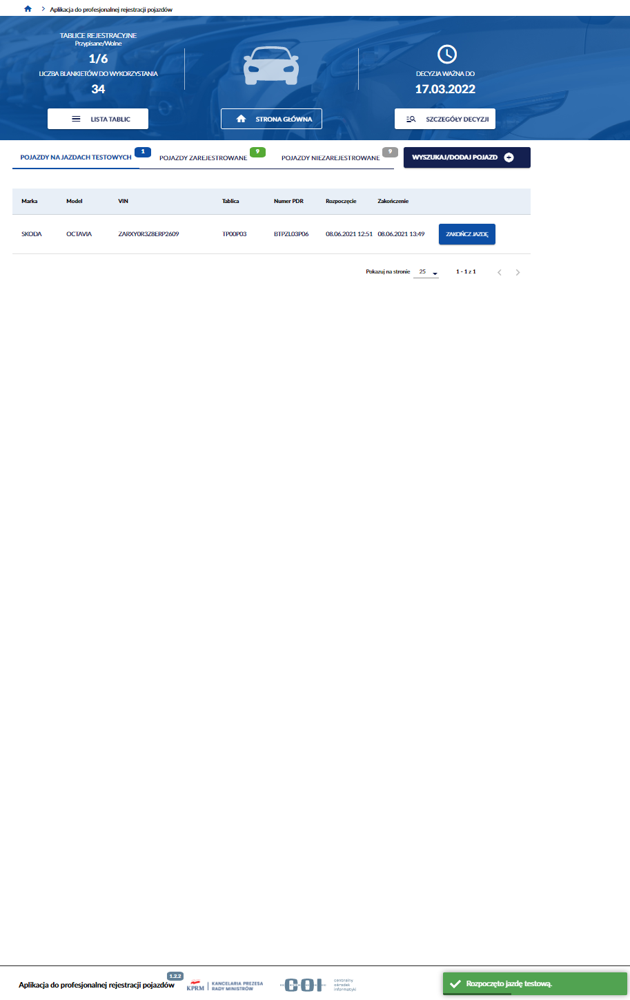 Aplikacja do profesjonalnej rejestracji pojazdów
TABLICE REJESTRACYJNE
Przypisane/Wolne
1/6
LICZBA BLANKIETÓW DO WYKORZYSTANIA
34
DECYZJA WAŻNA DO
17.03.2022
LISTA TABLIC
STRONA GŁÓWNA
SZCZEGÓŁY DECYZJI
POJAZDY NA JAZDACH TESTOWYCH 1
POJAZDY ZAREJESTROWANE 9
POJAZDY NIEZAREJESTROWANE 9
WYSZUKAJ/DODAJ POJAZD
Marka Model VIN Tablica Numer PDR Rozpoczęcie Zakończenie
SKODA OCTAVIA ZARXY0R3Z8ERP2609 TP00P03 BTPZL03P06 08.06.2021 12:51 08.06.2021 13:49 ZAKOŃCZ JAZDĘ
Pokazuj na stronie 25 1 - 1 z 1
Aplikacja do profesjonalnej rejestracji pojazdów 1.2.2
KPRM
KANCELARIA PREZESA
RADY MINISTRÓW
COI
centralny
ośrodek
informatyki
Rozpoczęto jazdę testową.